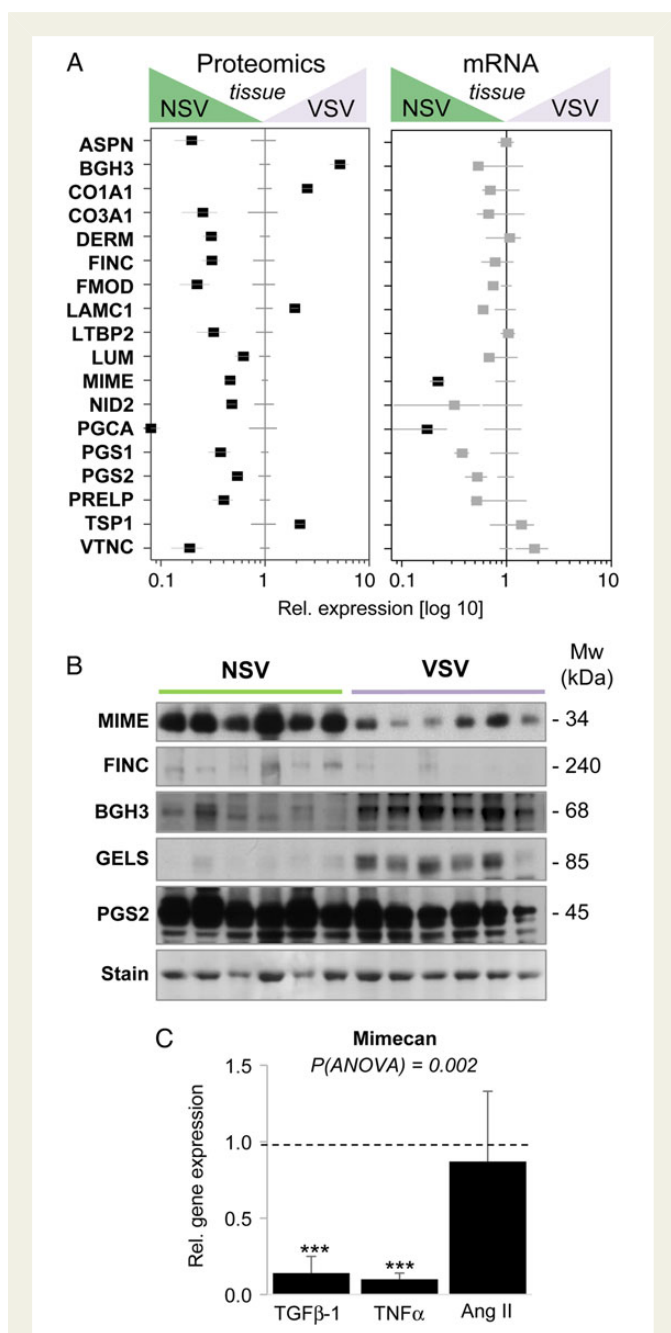 A
Proteomics
tissue
NSV
VSV
mRNA
tissue
NSV
VSV
ASPN
BGH3
CO1A1
CO3A1
DERM
FINC
FMOD
LAMC1
LTBP2
LUM
MIME
NID2
PGCA
PGS1
PGS2
PRELP
TSP1
VTNC
0.1 1 10
0.1 1 10
Rel. expression [log 10]
B
NSV VSV Mw
(kDa)
MIME - 34
FINC - 240
BGH3 - 68
GELS - 85
PGS2 - 45
Stain
C
Mimecan
P(ANOVA) = 0.002
Rel. gene expression
1.5
1.0
0.5
0.0
*** ***
TGFβ-1 TNFα Ang II